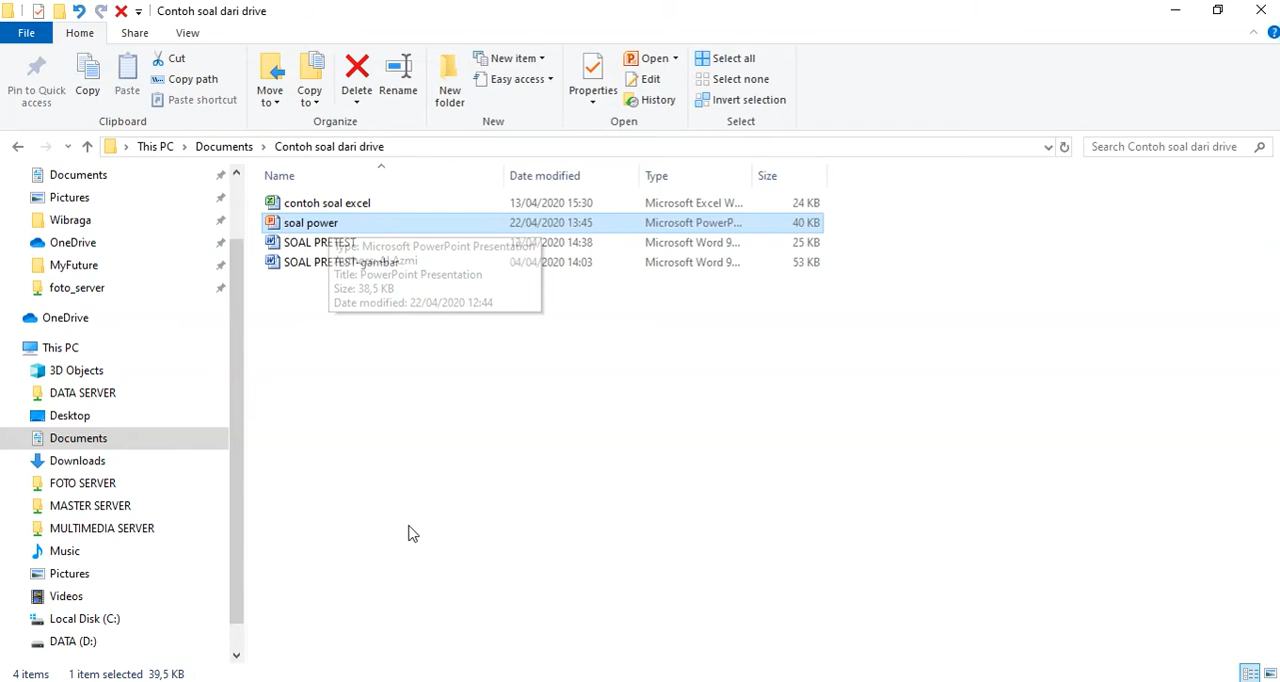 Contoh soal dari drive
File Home Share View
Pin to Quick access
Copy
Paste
Cut
Copy path
Paste shortcut
Clipboard
Move to
Copy to
Delete
Rename
Organize
New folder
New item
Easy access
New
Properties
Open
Edit
History
Open
Select all
Select none
Invert selection
Select
This PC > Documents > Contoh soal dari drive
Search Contoh soal dari drive
Name Date modified Type Size
contoh soal excel 13/04/2020 15:30 Microsoft Excel W... 24 KB
soal power 22/04/2020 13:45 Microsoft PowerP... 40 KB
SOAL PRETEST 14:38 Microsoft Word 9... 25 KB
SOAL PRETEST-gambar 04/04/2020 14:03 Microsoft Word 9... 53 KB
Type: Microsoft PowerPoint Presentation
Azmi
Title: PowerPoint Presentation
Size: 38,5 KB
Date modified: 22/04/2020 12:44
Documents
Pictures
Wibraga
OneDrive
MyFuture
foto_server
OneDrive
This PC
3D Objects
DATA SERVER
Desktop
Documents
Downloads
FOTO SERVER
MASTER SERVER
MULTIMEDIA SERVER
Music
Pictures
Videos
Local Disk (C:)
DATA (D:)
4 items 1 item selected 39,5 KB